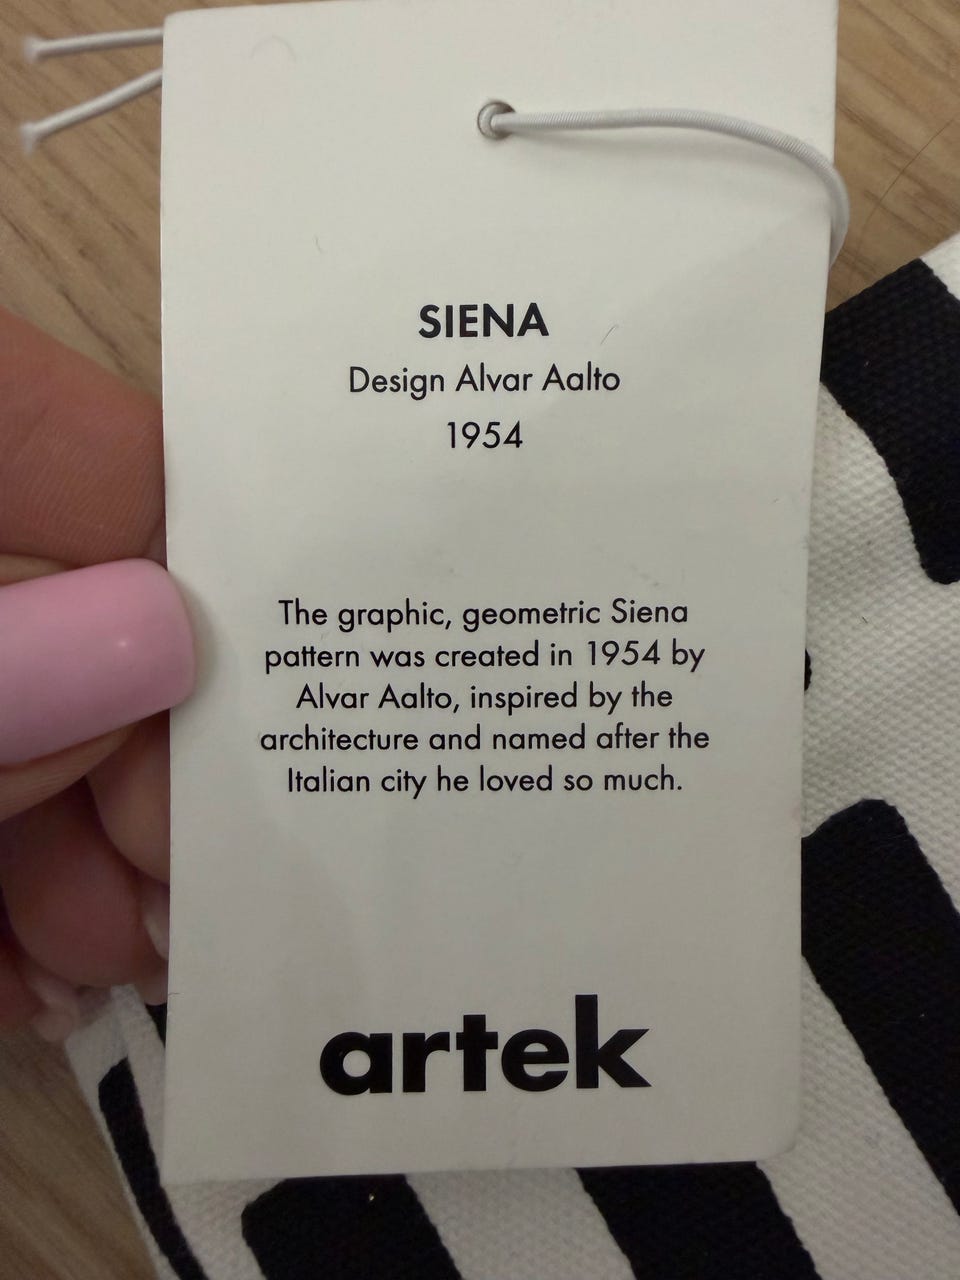 SIENA
Design Alvar Aalto
1954
The graphic, geometric Siena
pattern was created in 1954 by
Alvar Aalto, inspired by the
architecture and named after the
Italian city he loved so much.
artek